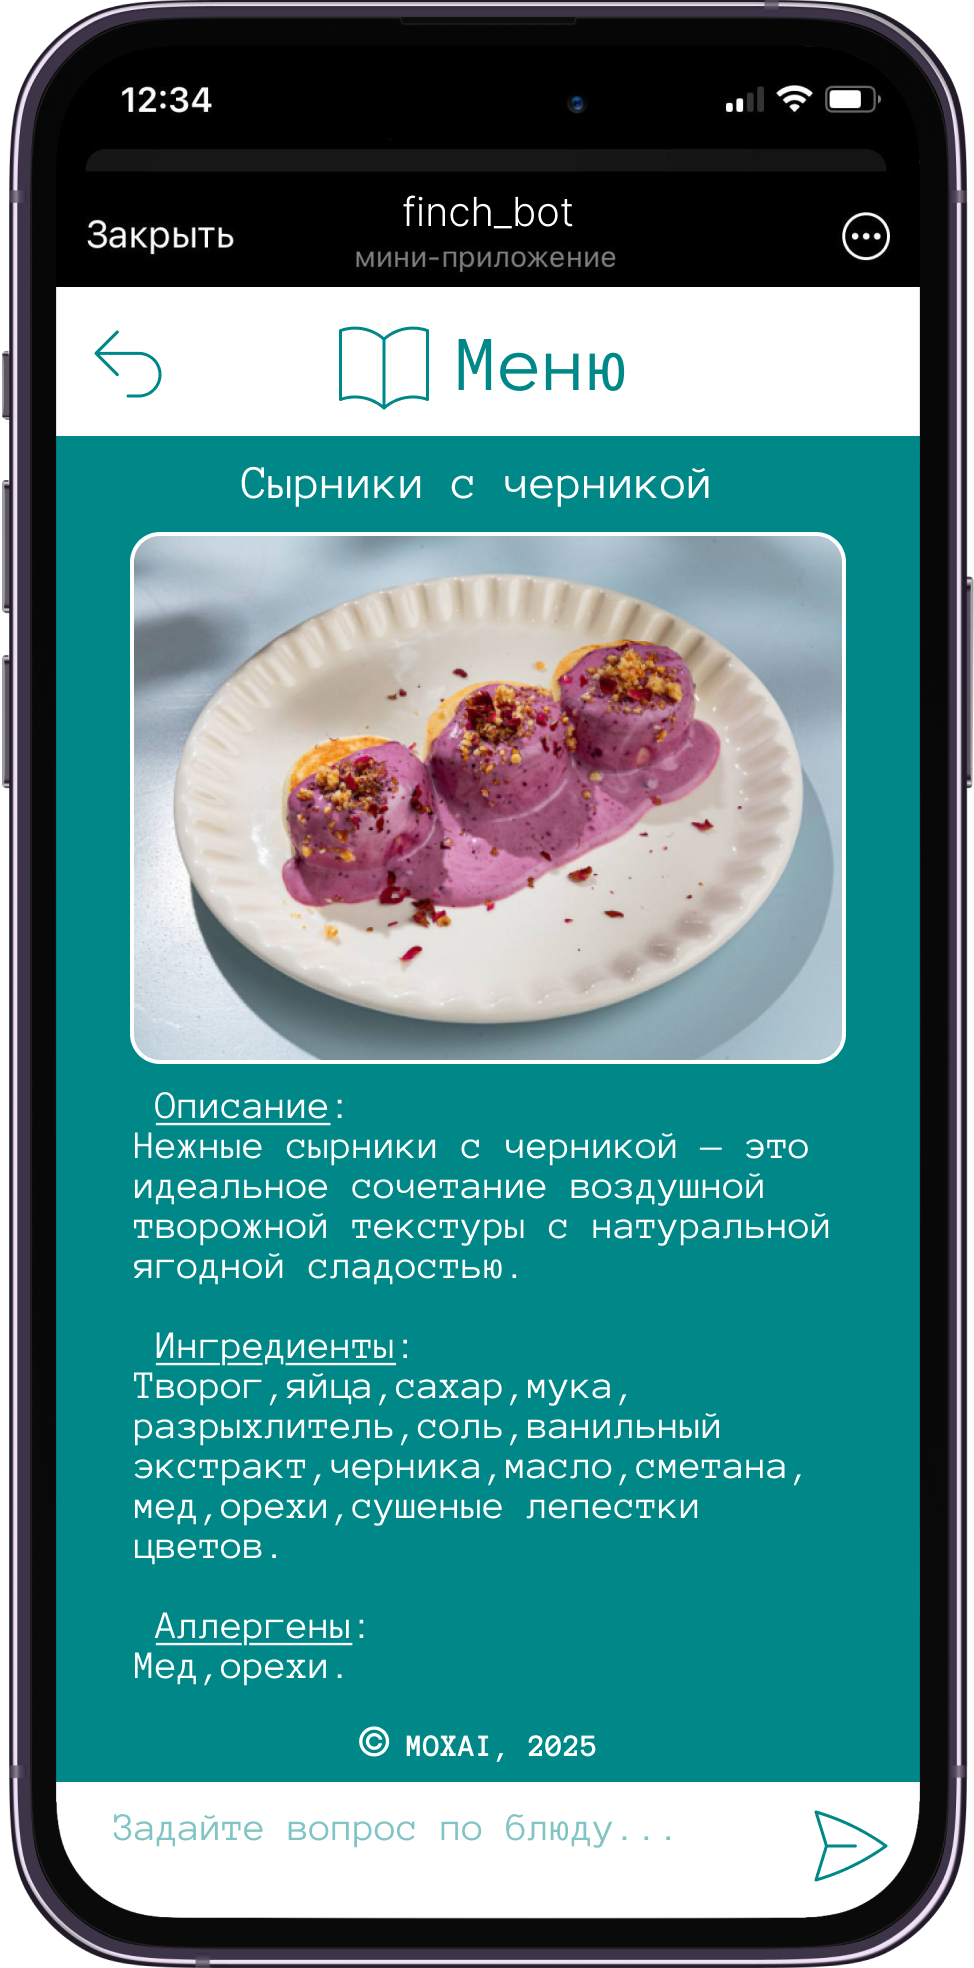 12:34
Закрыть
finch_bot
мини-приложение
Меню
Сырники с черникой
Описание:
Нежные сырники с черникой – это
идеальное сочетание воздушной
творожной текстуры с натуральной
ягодной сладостью.
Ингредиенты:
Творог,яйца,сахар,мука,
разрыхлитель,соль,ванильный
экстракт,черника,масло,сметана,
мед,орехи,сушеные лепестки
цветов.
Аллергены:
Мед,орехи.
© MOXAI, 2025
Задайте вопрос по блюду...